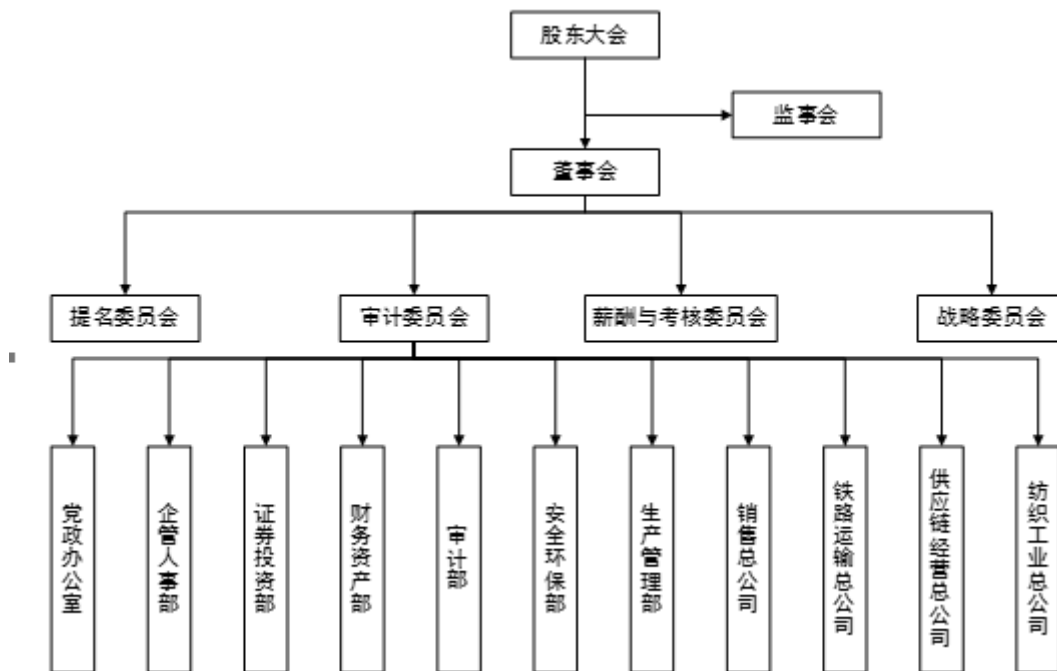 股东大会
监事会
董事会
提名委员会
审计委员会
薪酬与考核委员会
战略委员会
党政办公室
企管人事部
证券投资部
财务资产部
审计部
安全环保部
生产管理部
销售总公司
铁路运输总公司
供应链经营总公司
纺织工业总公司